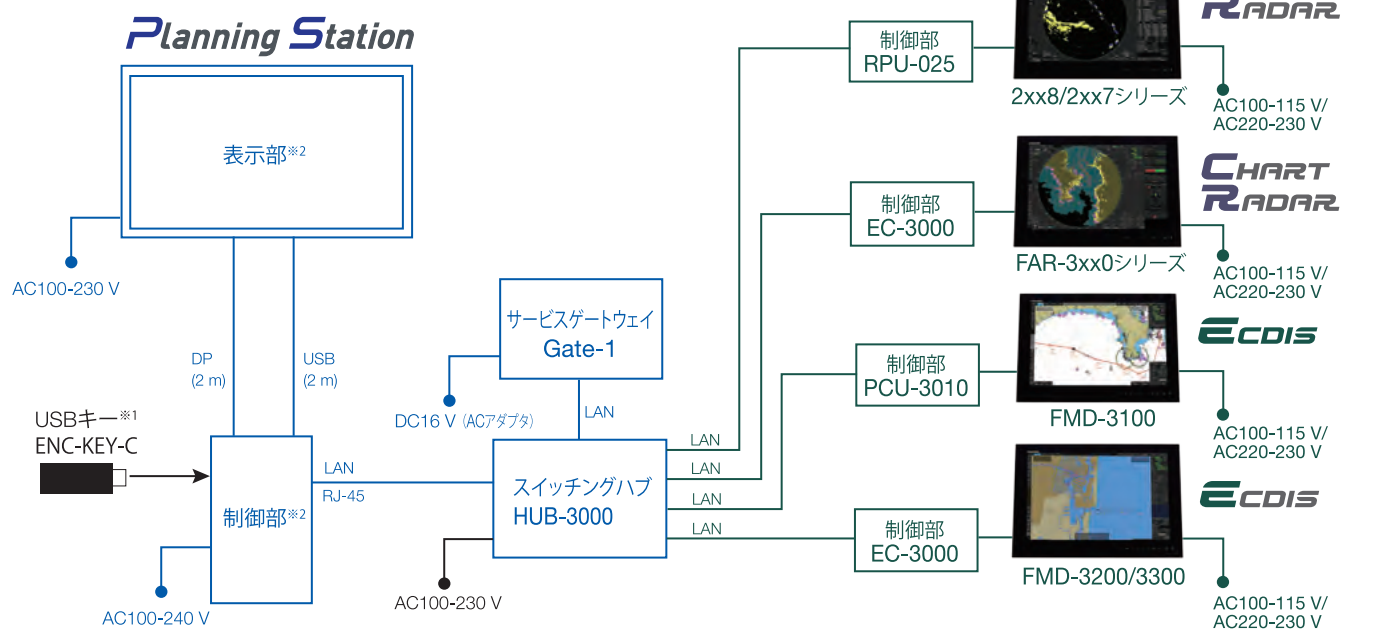 Planning Station
表示部※2
AC100-230 V
DP
(2 m)
USB
(2 m)
USBキー※1
ENC-KEY-C
制御部※2
AC100-240 V
LAN
RJ-45
サービスゲートウェイ
Gate-1
DC16 V (ACアダプタ)
LAN
スイッチングハブ
HUB-3000
AC100-230 V
LAN
LAN
LAN
LAN
制御部
RPU-025
2xx8/2xx7シリーズ
RADAR
AC100-115 V/
AC220-230 V
制御部
EC-3000
FAR-3xx0シリーズ
CHART
RADAR
AC100-115 V/
AC220-230 V
制御部
PCU-3010
FMD-3100
ECDIS
AC100-115 V/
AC220-230 V
制御部
EC-3000
FMD-3200/3300
ECDIS
AC100-115 V/
AC220-230 V